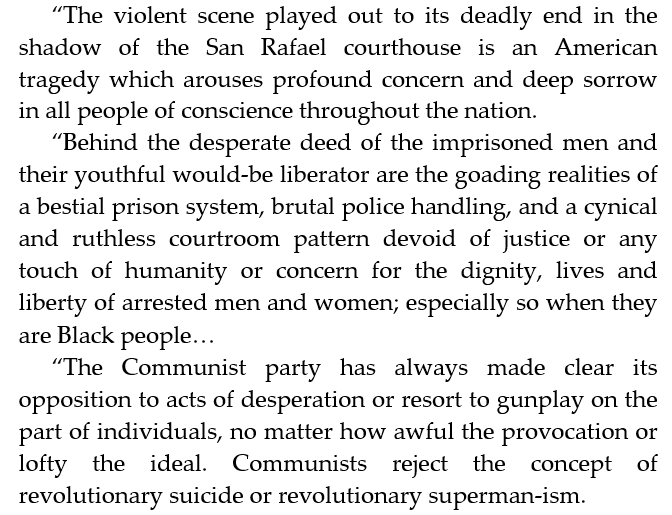 “The violent scene played out to its deadly end in the
shadow of the San Rafael courthouse is an American
tragedy which arouses profound concern and deep sorrow
in all people of conscience throughout the nation.
“Behind the desperate deed of the imprisoned men and
their youthful would-be liberator are the goading realities of
a bestial prison system, brutal police handling, and a cynical
and ruthless courtroom pattern devoid of justice or any
touch of humanity or concern for the dignity, lives and
liberty of arrested men and women; especially so when they
are Black people…
“The Communist party has always made clear its
opposition to acts of desperation or resort to gunplay on the
part of individuals, no matter how awful the provocation or
lofty the ideal. Communists reject the concept of
revolutionary suicide or revolutionary superman-ism.